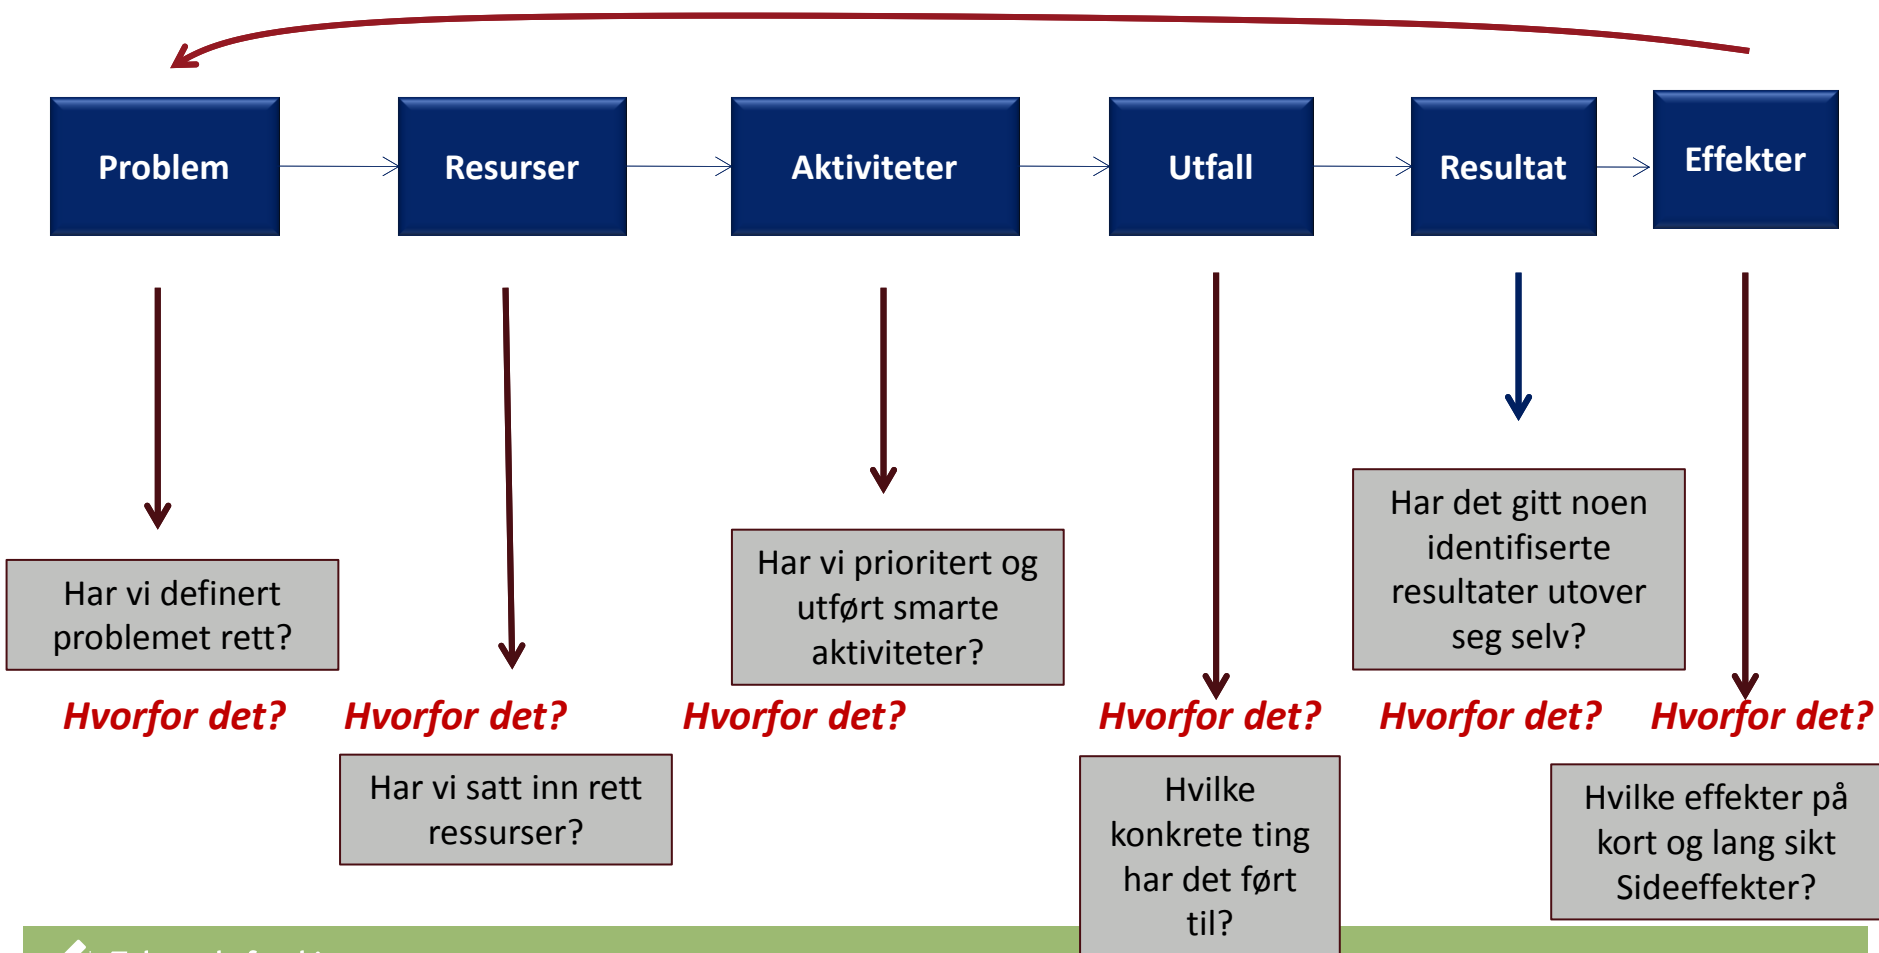 Problem
Resurser
Aktiviteter
Utfall
Resultat
Effekter
Har vi definert
problemet rett?
Hvorfor det?
Hvorfor det?
Har vi satt inn rett
ressurser?
Har vi prioritert og
utført smarte
aktiviteter?
Hvorfor det?
Hvorfor det?
Hvilke
konkrete ting
har det ført
til?
Har det gitt noen
identifiserte
resultater utover
seg selv?
Hvorfor det?
Hvorfor det?
Hvilke effekter på
kort og lang sikt
Sideeffekter?